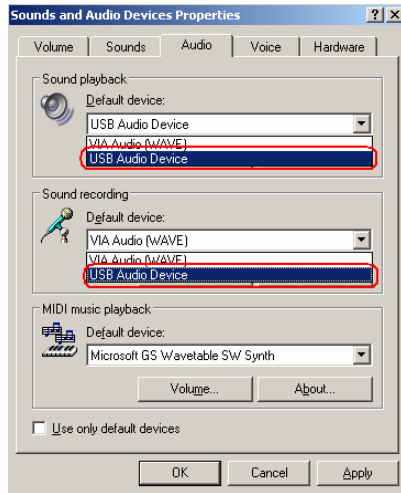 Sounds and Audio Devices Properties
Volume Sounds Audio Voice Hardware
Sound playback
Default device:
USB Audio Device
VIA Audio (WAVE)
USB Audio Device
Sound recording
Default device:
VIA Audio (WAVE)
VIA Audio (WAVE)
USB Audio Device
MIDI music playback
Default device:
Microsoft GS Wavetable SW Synth
Volume... About...
Use only default devices
OK Cancel Apply